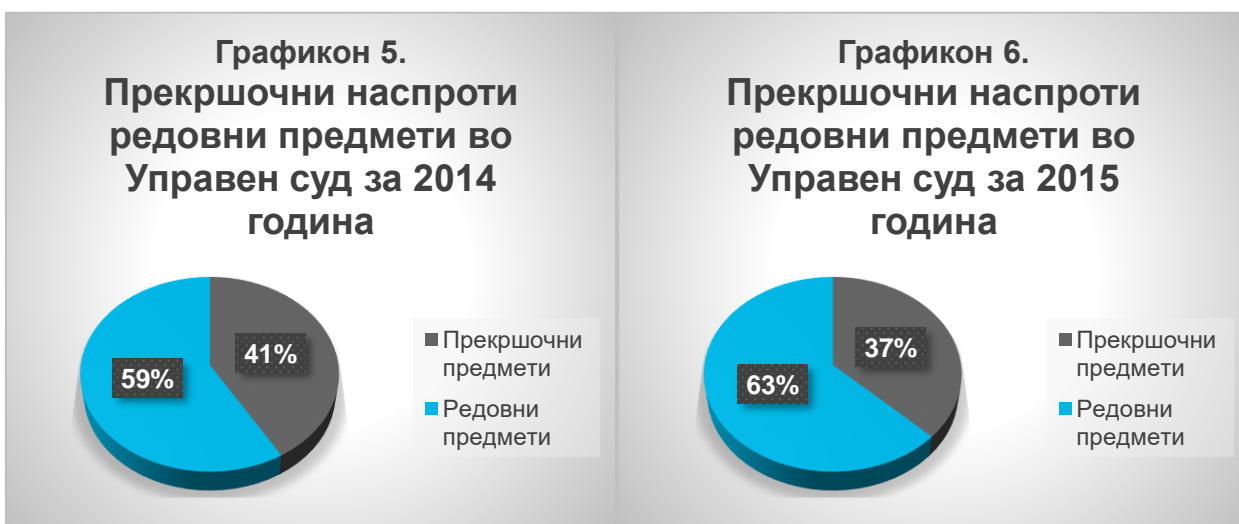 Графикон 5.
Прекршочни наспроти
редовни предмети во
Управен суд за 2014
година
41%
59%
Прекршочни
предмети
Редовни
предмети
Графикон 6.
Прекршочни наспроти
редовни предмети во
Управен суд за 2015
година
37%
63%
Прекршочни
предмети
Редовни
предмети